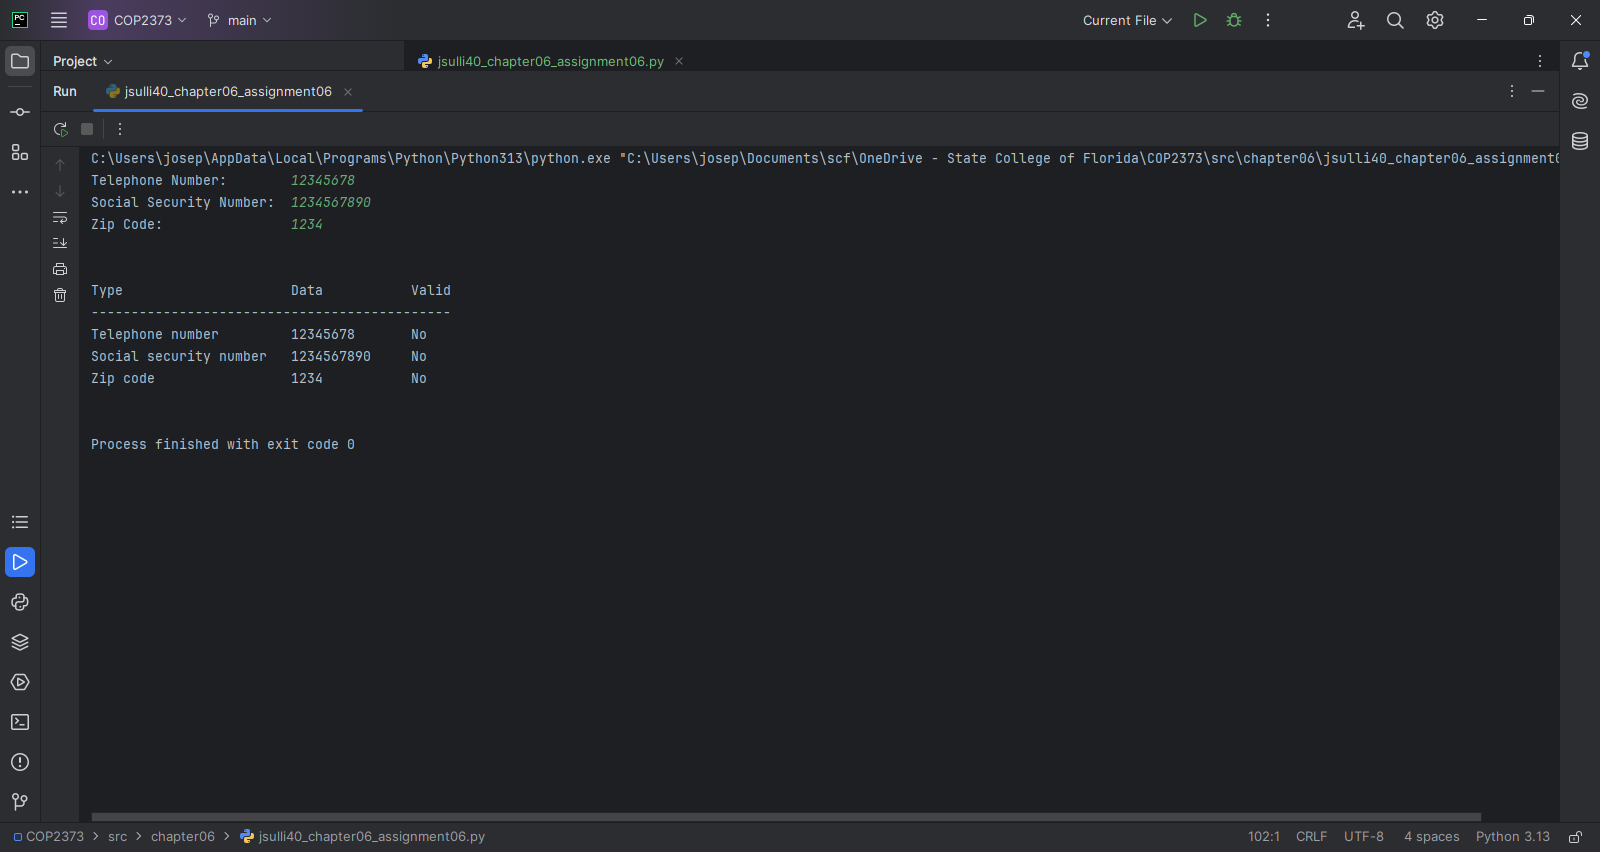 PC CO COP2373 main Current File
Project jsulli40_chapter06_assignment06.py
Run jsulli40_chapter06_assignment06
C:\Users\josep\AppData\Local\Programs\Python\Python313\python.exe "C:\Users\josep\Documents\scf\OneDrive - State College of Florida\COP2373\src\chapter06\jsulli40_chapter06_assignment0
Telephone Number: 12345678
Social Security Number: 1234567890
Zip Code: 1234
Type Data Valid
---------------------------------------------
Telephone number 12345678 No
Social security number 1234567890 No
Zip code 1234 No
Process finished with exit code 0
COP2373 > src > chapter06 > jsulli40_chapter06_assignment06.py 102:1 CRLF UTF-8 4 spaces Python 3.13